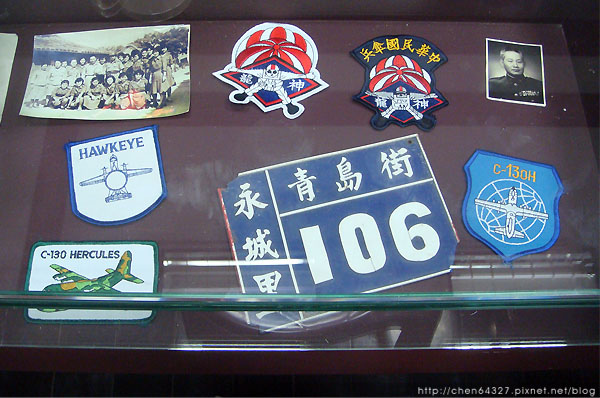 神龍
中華民國傘兵
神龍
HAWKEYE
永城里
青島街
106
C-130H
C-130 HERCULES
http://chen64327.pixnet.net/blog